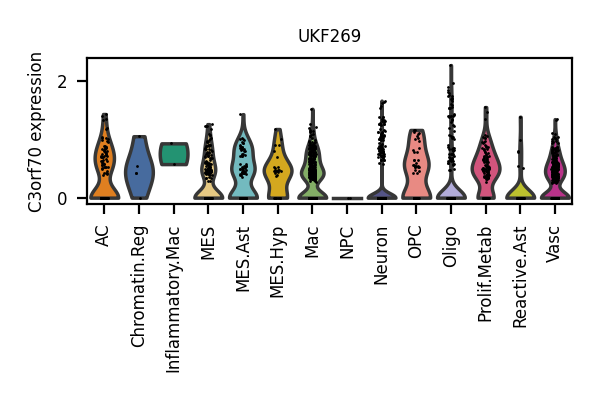 UKF269
C3orf70 expression
2
0
AC
Chromatin.Reg
Inflammatory.Mac
MES
MES.Ast
MES.Hyp
Mac
NPC
Neuron
OPC
Oligo
Prolif.Metab
Reactive.Ast
Vasc